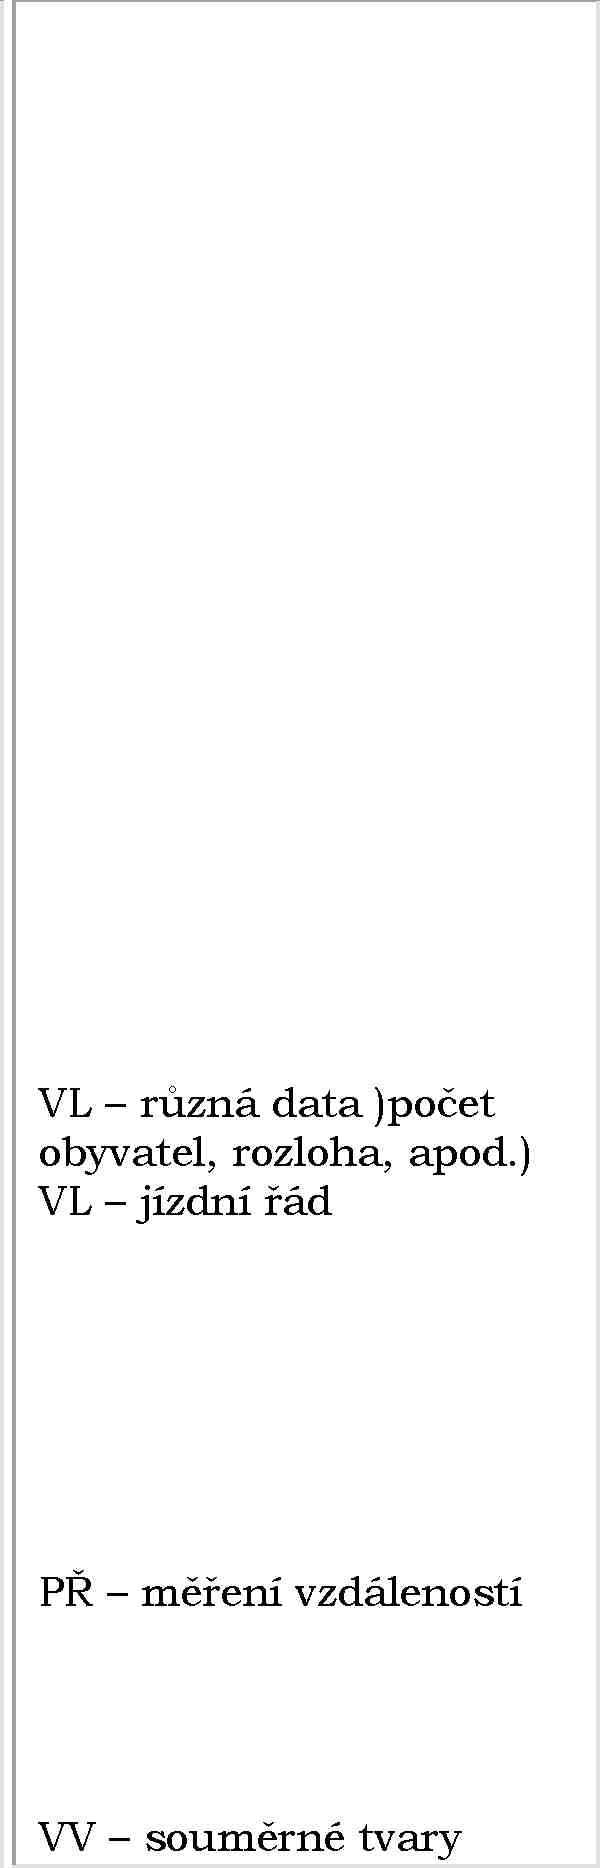 VL – různá data )počet
obyvatel, rozloha, apod.)
VL – jízdní řád
PŘ – měření vzdáleností
VV – souměrné tvary